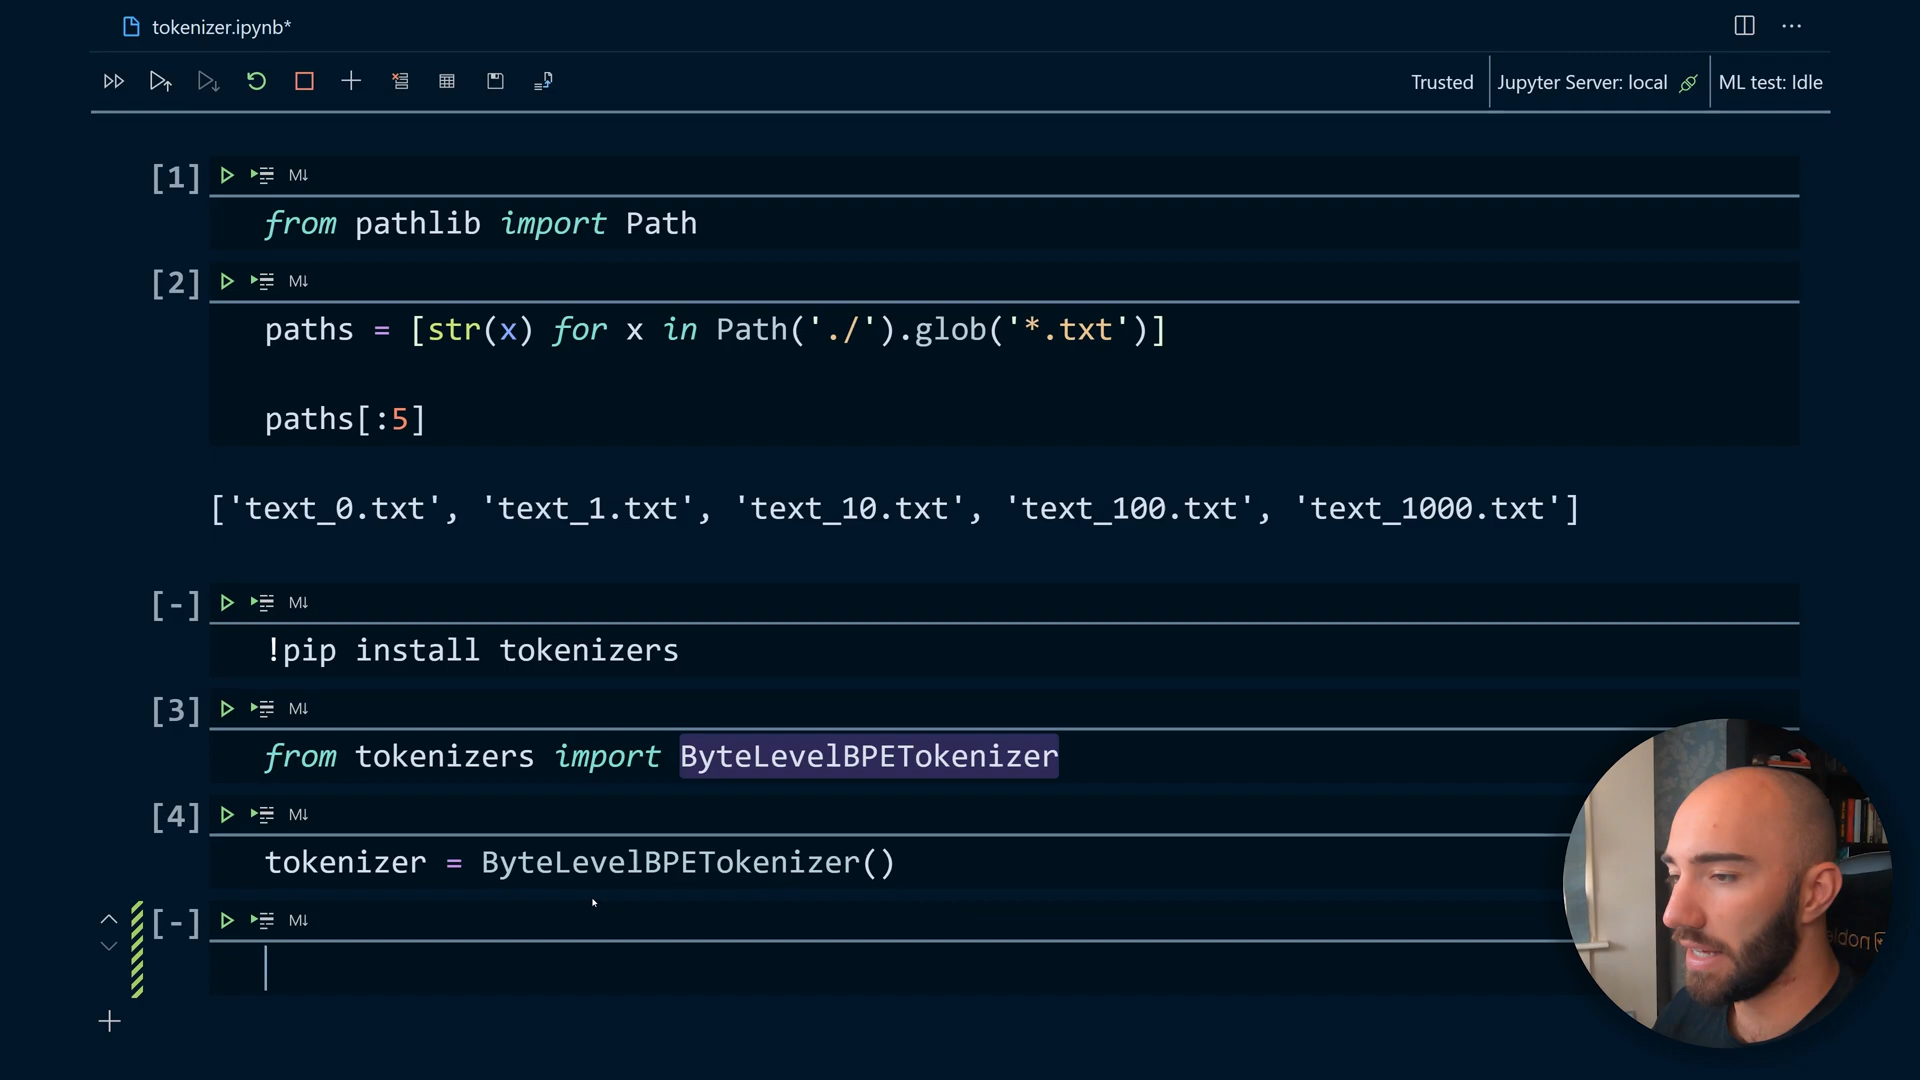 tokenizer.ipynb*
Trusted
Jupyter Server: local
ML test: Idle
[1]
M↓
from pathlib import Path
[2]
M↓
paths = [str(x) for x in Path('./').glob('*.txt')]
paths[:5]
['text_0.txt', 'text_1.txt', 'text_10.txt', 'text_100.txt', 'text_1000.txt']
[-]
M↓
!pip install tokenizers
[3]
M↓
from tokenizers import ByteLevelBPETokenizer
[4]
M↓
tokenizer = ByteLevelBPETokenizer()
[-]
M↓